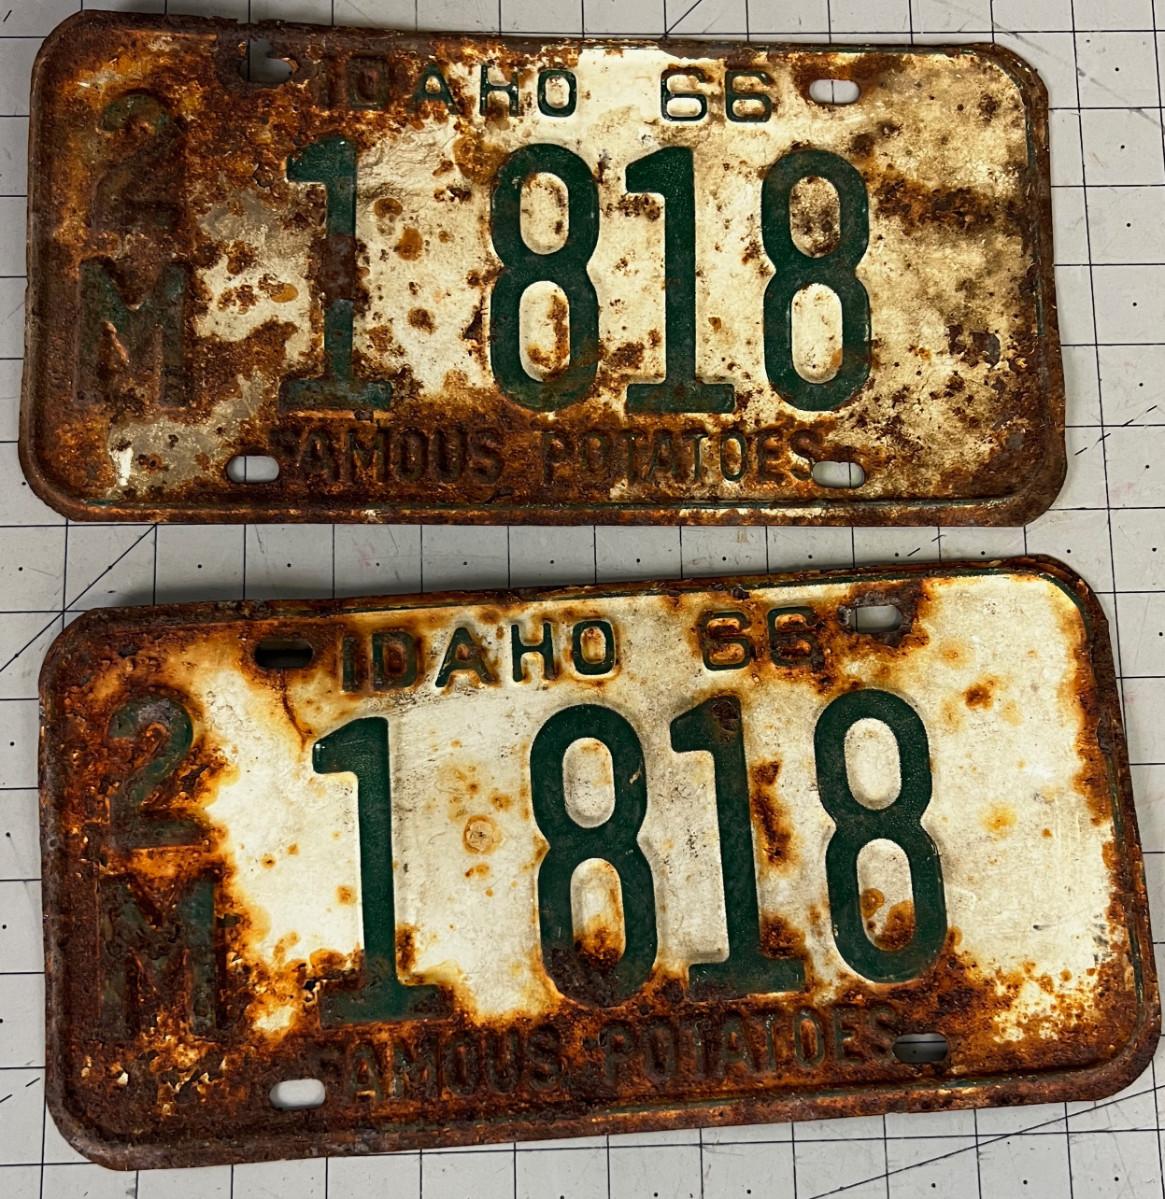 IDAHO 66
2M 1 818
FAMOUS POTATOES
IDAHO 66
2M 1 818
FAMOUS POTATOES